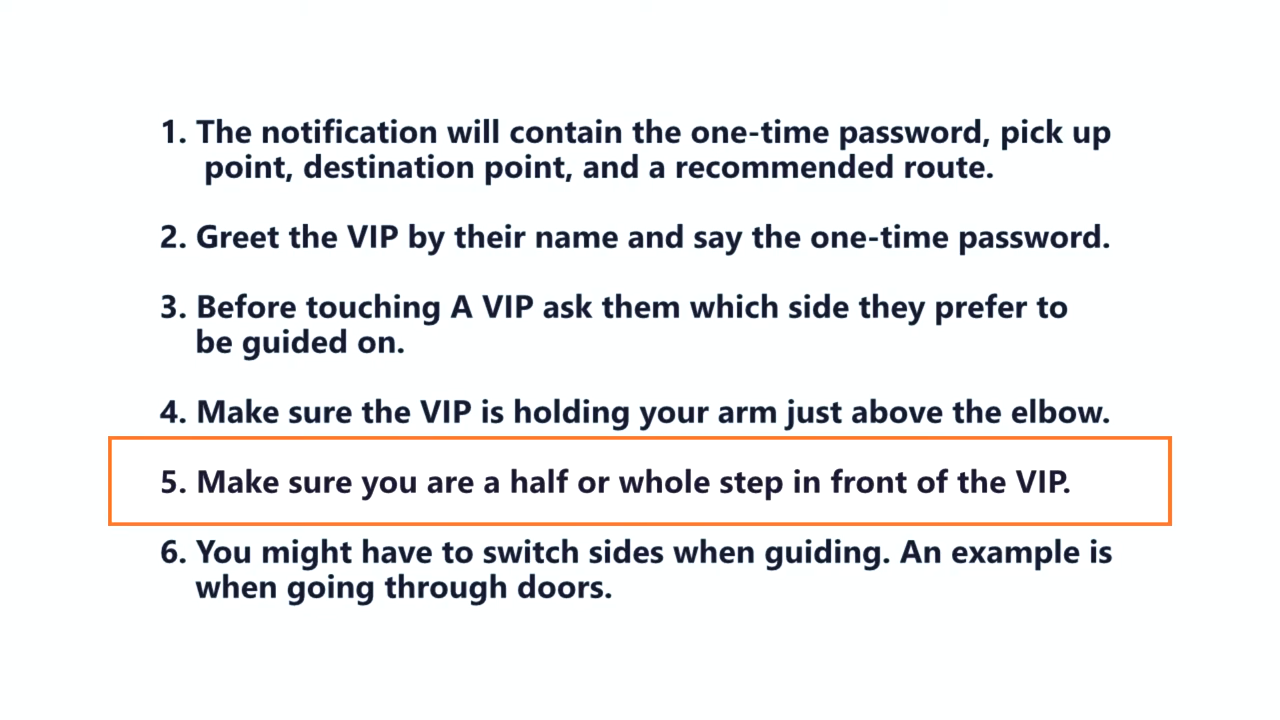 1. The notification will contain the one-time password, pick up
point, destination point, and a recommended route.
2. Greet the VIP by their name and say the one-time password.
3. Before touching A VIP ask them which side they prefer to
be guided on.
4. Make sure the VIP is holding your arm just above the elbow.
5. Make sure you are a half or whole step in front of the VIP.
6. You might have to switch sides when guiding. An example is
when going through doors.